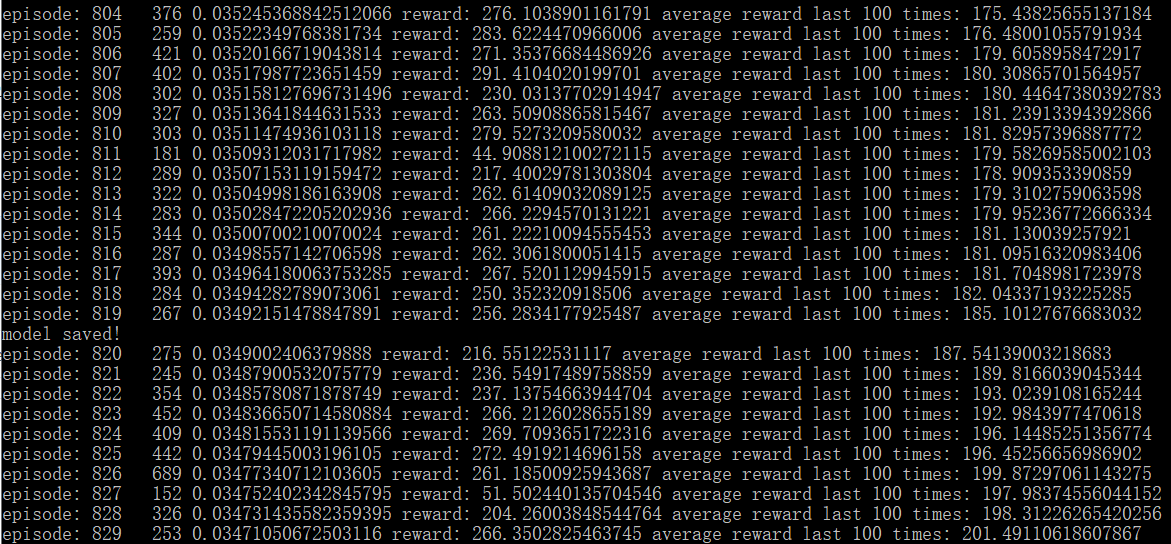 episode: 804   376 0.035245368842512066 reward: 276.1038901161791 average reward last 100 times: 175.43825655137184
episode: 805   259 0.03522349768381734 reward: 283.6224470966006 average reward last 100 times: 176.48001055791934
episode: 806   421 0.03520166719043814 reward: 271.35376684486926 average reward last 100 times: 179.6058958472917
episode: 807   402 0.03517987723651459 reward: 291.4104020199701 average reward last 100 times: 180.30865701564957
episode: 808   302 0.035158127696731496 reward: 230.03137702914947 average reward last 100 times: 180.44647380392783
episode: 809   327 0.03513641844631533 reward: 263.50908865815467 average reward last 100 times: 181.23913394392866
episode: 810   303 0.03511474936103118 reward: 279.5273209580032 average reward last 100 times: 181.82957396887772
episode: 811   181 0.03509312031717982 reward: 44.908812100272115 average reward last 100 times: 179.58269585002103
episode: 812   289 0.03507153119159472 reward: 217.40029781303804 average reward last 100 times: 178.909353390859
episode: 813   322 0.03504998186163908 reward: 262.61409032089125 average reward last 100 times: 179.3102759063598
episode: 814   283 0.035028472205202936 reward: 266.2294570131221 average reward last 100 times: 179.95236772666334
episode: 815   344 0.03500700210070024 reward: 261.22210094555453 average reward last 100 times: 181.130039257921
episode: 816   287 0.03498557142706598 reward: 262.3061800051415 average reward last 100 times: 181.09516320983406
episode: 817   393 0.034964180063753285 reward: 267.5201129945915 average reward last 100 times: 181.7048981723978
episode: 818   284 0.03494282789073061 reward: 250.352320918506 average reward last 100 times: 182.04337193225285
episode: 819   267 0.03492151478847891 reward: 256.2834177925487 average reward last 100 times: 185.10127676683032
model saved!
episode: 820   275 0.0349002406379888 reward: 216.55122531117 average reward last 100 times: 187.54139003218683
episode: 821   245 0.03487900532075779 reward: 236.54917489758859 average reward last 100 times: 189.8166039045344
episode: 822   354 0.03485780871878749 reward: 237.13754663944704 average reward last 100 times: 193.0239108165244
episode: 823   452 0.034836650714580884 reward: 266.2126028655189 average reward last 100 times: 192.9843977470618
episode: 824   409 0.034815531191139566 reward: 269.7093651722316 average reward last 100 times: 196.14485251356774
episode: 825   442 0.03479445003196105 reward: 272.4919214696158 average reward last 100 times: 196.45256656986902
episode: 826   689 0.03477340712103605 reward: 261.18500925943687 average reward last 100 times: 199.87297061143275
episode: 827   152 0.034752402342845795 reward: 51.502440135704546 average reward last 100 times: 197.98374556044152
episode: 828   326 0.034731435582359395 reward: 204.26003848544764 average reward last 100 times: 198.31226265420256
episode: 829   253 0.03471050672503116 reward: 266.3502825463745 average reward last 100 times: 201.49110618607867